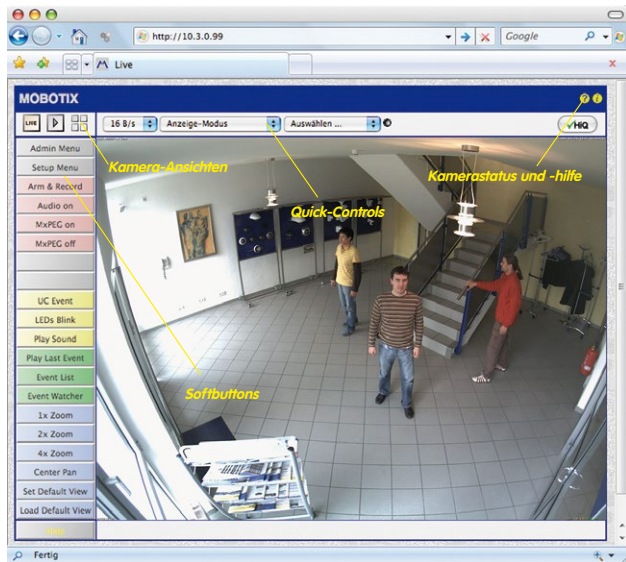 http://10.3.0.99
Google
Live
MOBOTIX
LIVE
16 B/s
Anzeige-Modus
Auswählen ...
HiQ
Admin Menu
Setup Menu
Kamera-Ansichten
Kamerastatus und -hilfe
Arm & Record
Audio on
Quick-Controls
MxPEG on
MxPEG off
UC Event
LEDs Blink
Play Sound
Play Last Event
Event List
Event Watcher
Softbuttons
1x Zoom
2x Zoom
4x Zoom
Center Pan
Set Default View
Load Default View
Fertig